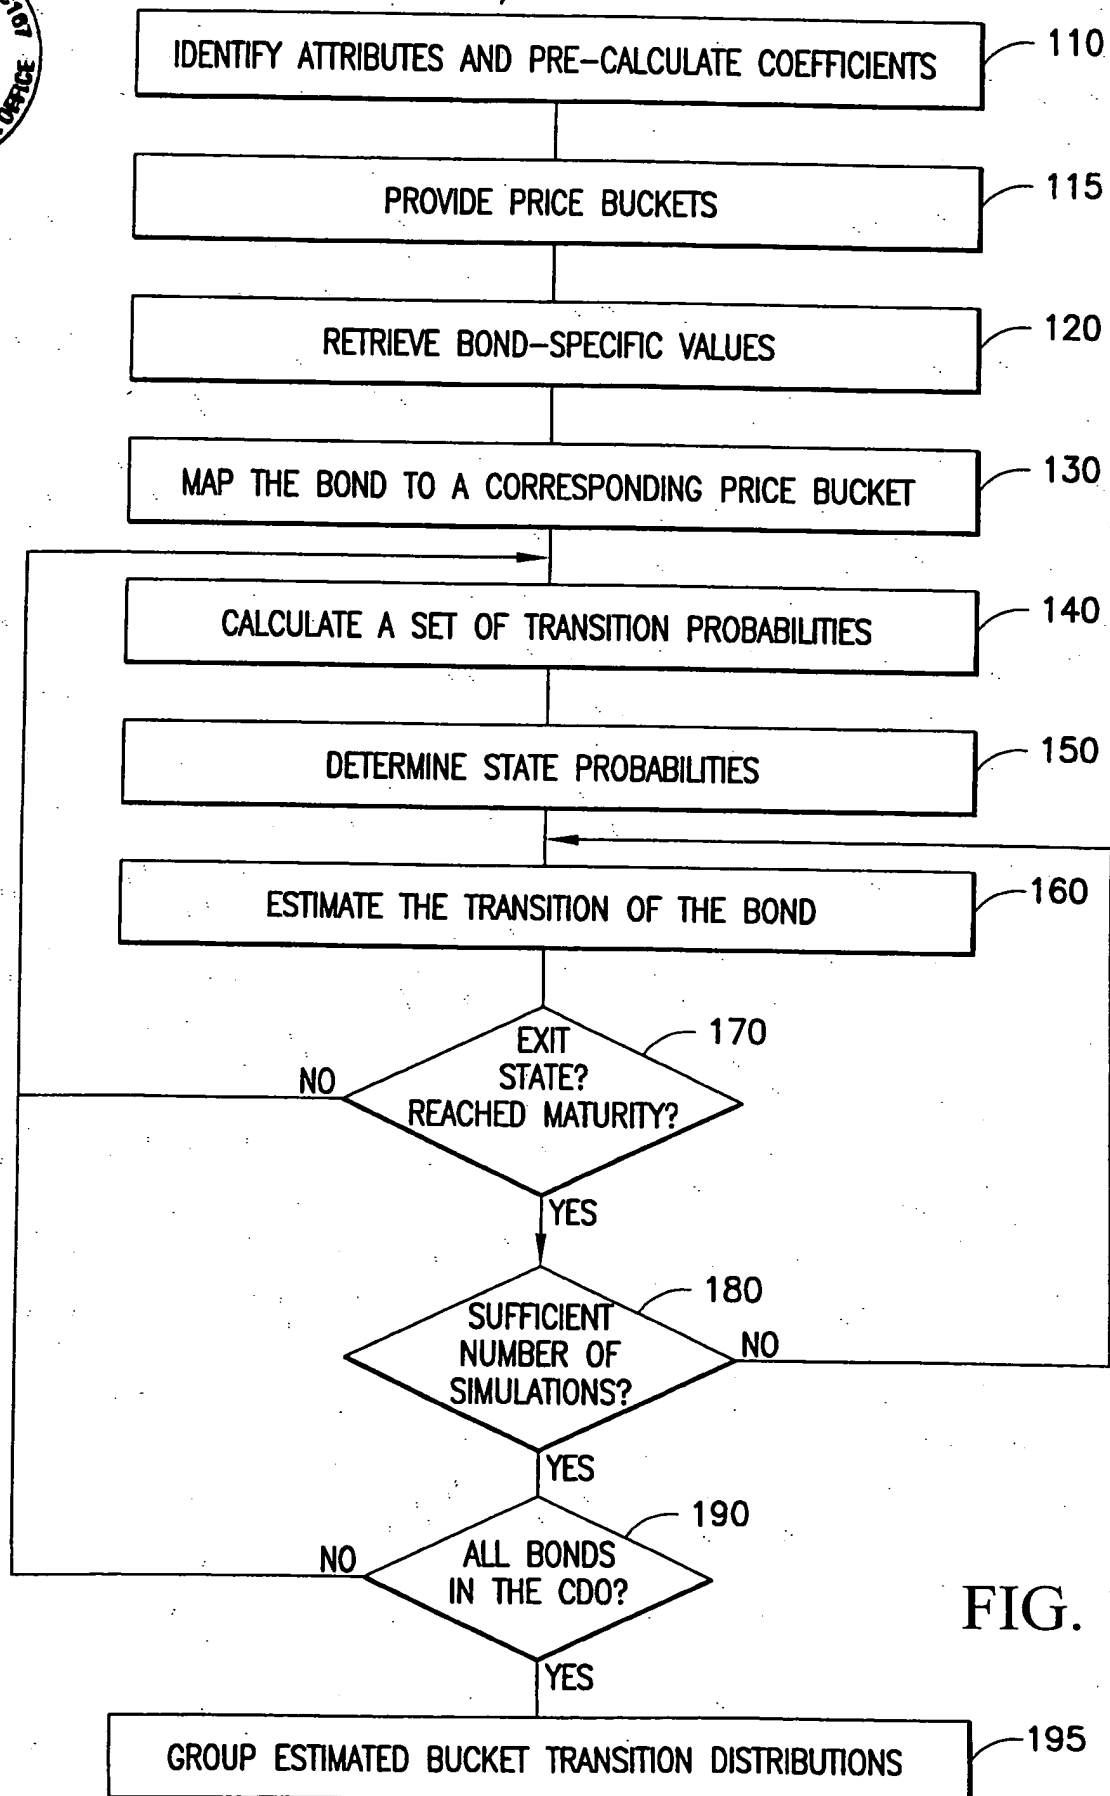 IDENTIFY ATTRIBUTES AND PRE-CALCULATE COEFFICIENTS
110
PROVIDE PRICE BUCKETS
115
RETRIEVE BOND-SPECIFIC VALUES
120
MAP THE BOND TO A CORRESPONDING PRICE BUCKET
130
CALCULATE A SET OF TRANSITION PROBABILITIES
140
DETERMINE STATE PROBABILITIES
150
ESTIMATE THE TRANSITION OF THE BOND
160
EXIT
STATE?
REACHED MATURITY?
170
NO
YES
SUFFICIENT
NUMBER OF
SIMULATIONS?
180
NO
YES
ALL BONDS
IN THE CDO?
190
NO
YES
FIG.
GROUP ESTIMATED BUCKET TRANSITION DISTRIBUTIONS
195